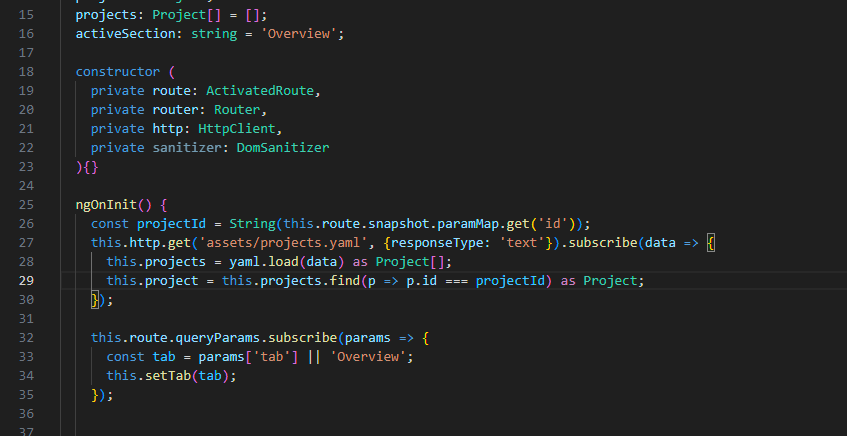 15 projects: Project[] = [];
16 activeSection: string = 'Overview';
17
18 constructor (
19 private route: ActivatedRoute,
20 private router: Router,
21 private http: HttpClient,
22 private sanitizer: DomSanitizer
23 ){}
24
25 ngOnInit() {
26 const projectId = String(this.route.snapshot.paramMap.get('id'));
27 this.http.get('assets/projects.yaml', {responseType: 'text'}).subscribe(data => {
28 this.projects = yaml.load(data) as Project[];
29 this.project = this.projects.find(p => p.id === projectId) as Project;
30 });
31
32 this.route.queryParams.subscribe(params => {
33 const tab = params['tab'] || 'Overview';
34 this.setTab(tab);
35 });
36
37